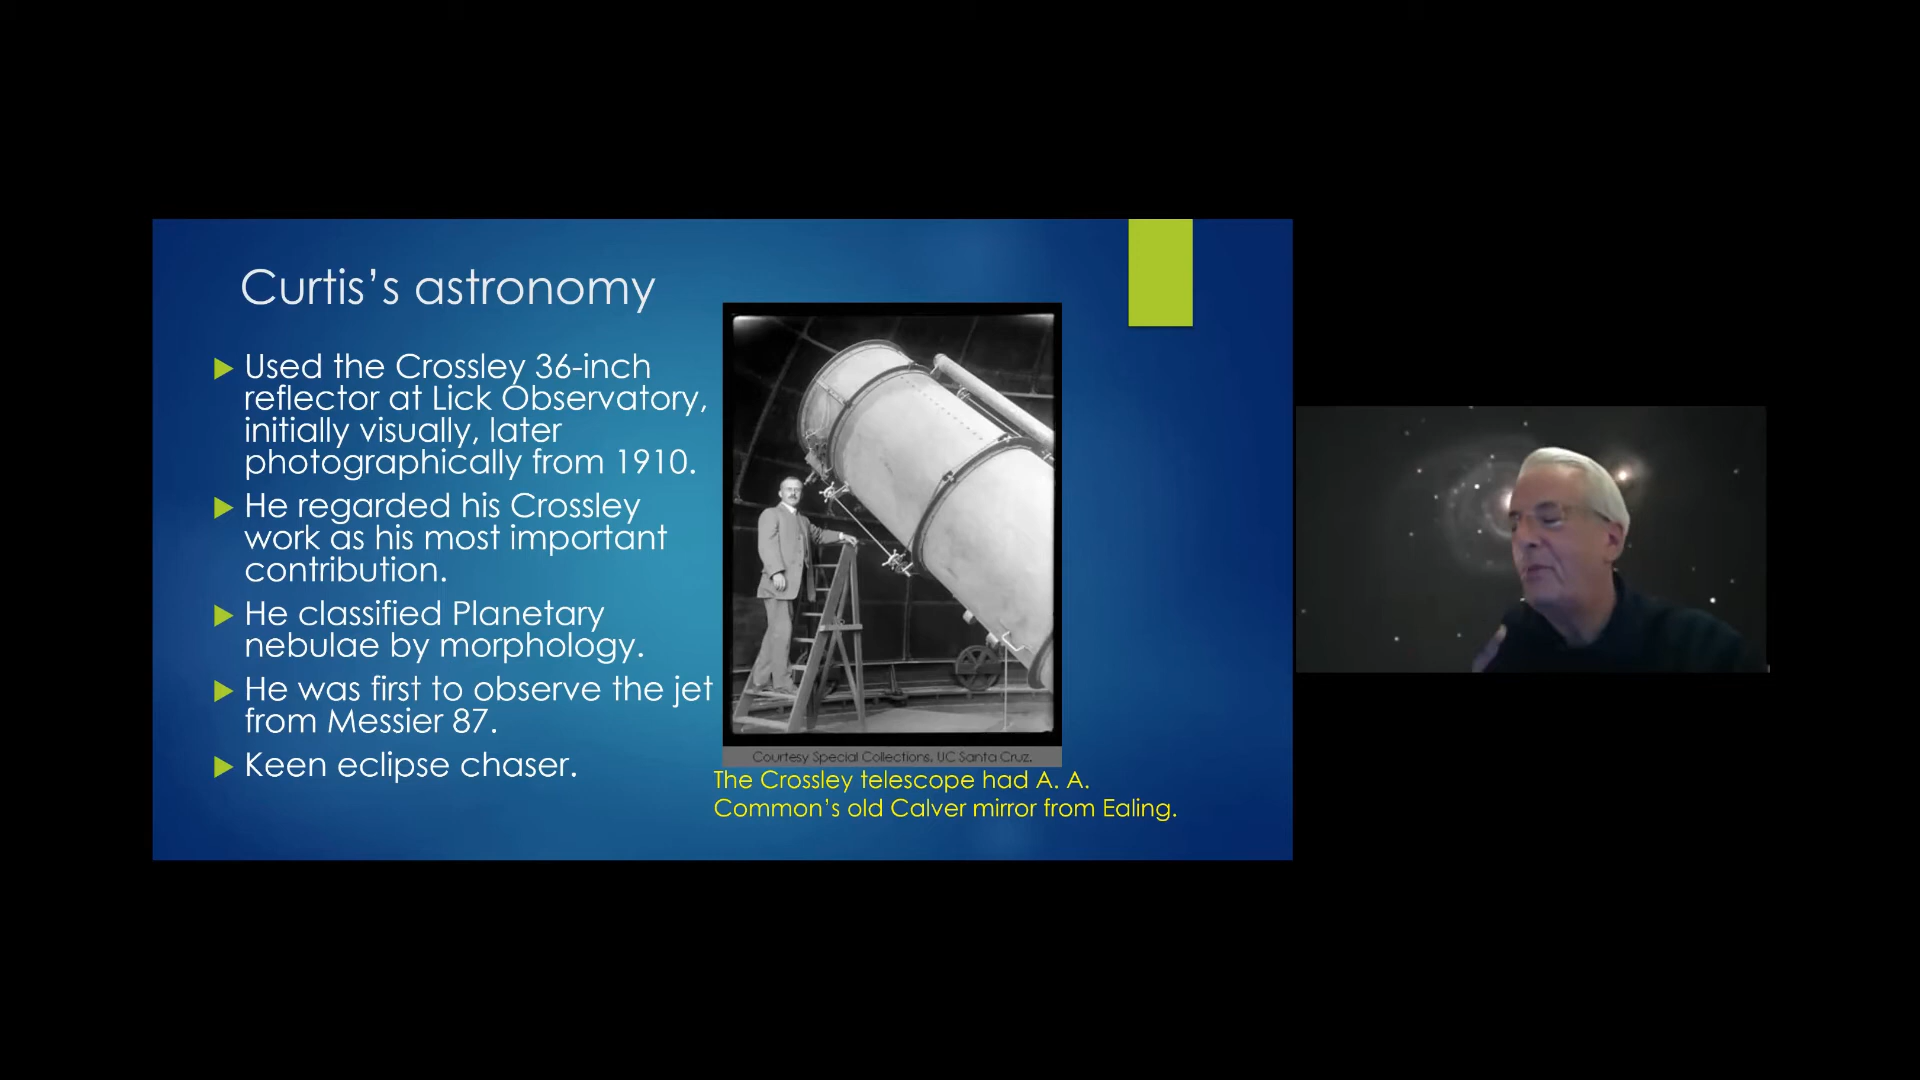 Curtis's astronomy
Used the Crossley 36-inch
reflector at Lick Observatory,
initially visually, later
photographically from 1910.
He regarded his Crossley
work as his most important
contribution.
He classified Planetary
nebulae by morphology.
He was first to observe the jet
from Messier 87.
Keen eclipse chaser.
Courtesy Special Collections, UC Santa Cruz.
The Crossley telescope had A. A.
Common's old Calver mirror from Ealing.